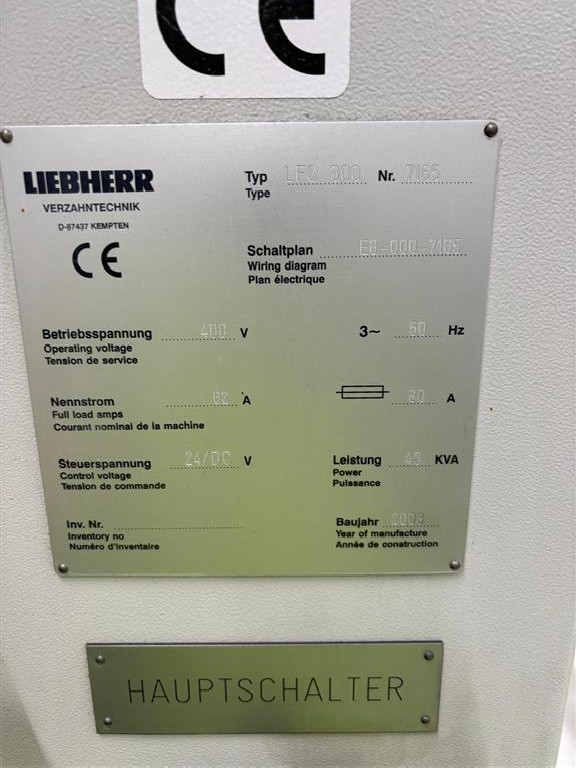 CE
LIEBHERR
VERZAHNTECHNIK
D-87437 KEMPTEN
CE
Typ LFS 300 Nr. 7165
Type
Schaltplan E6-000-7165
Wiring diagram
Plan électrique
Betriebsspannung 400 V 3~ 50 Hz
Operating voltage
Tension de service
Nennstrom 62 A 80 A
Full load amps
Courant nominal de la machine
Steuerspannung 24/DC V Leistung 43 KVA
Control voltage Power
Tension de commande Puissance
Inv. Nr. Baujahr 2003
Inventory no Year of manufacture
Numéro d'inventaire Année de construction
HAUPTSCHALTER